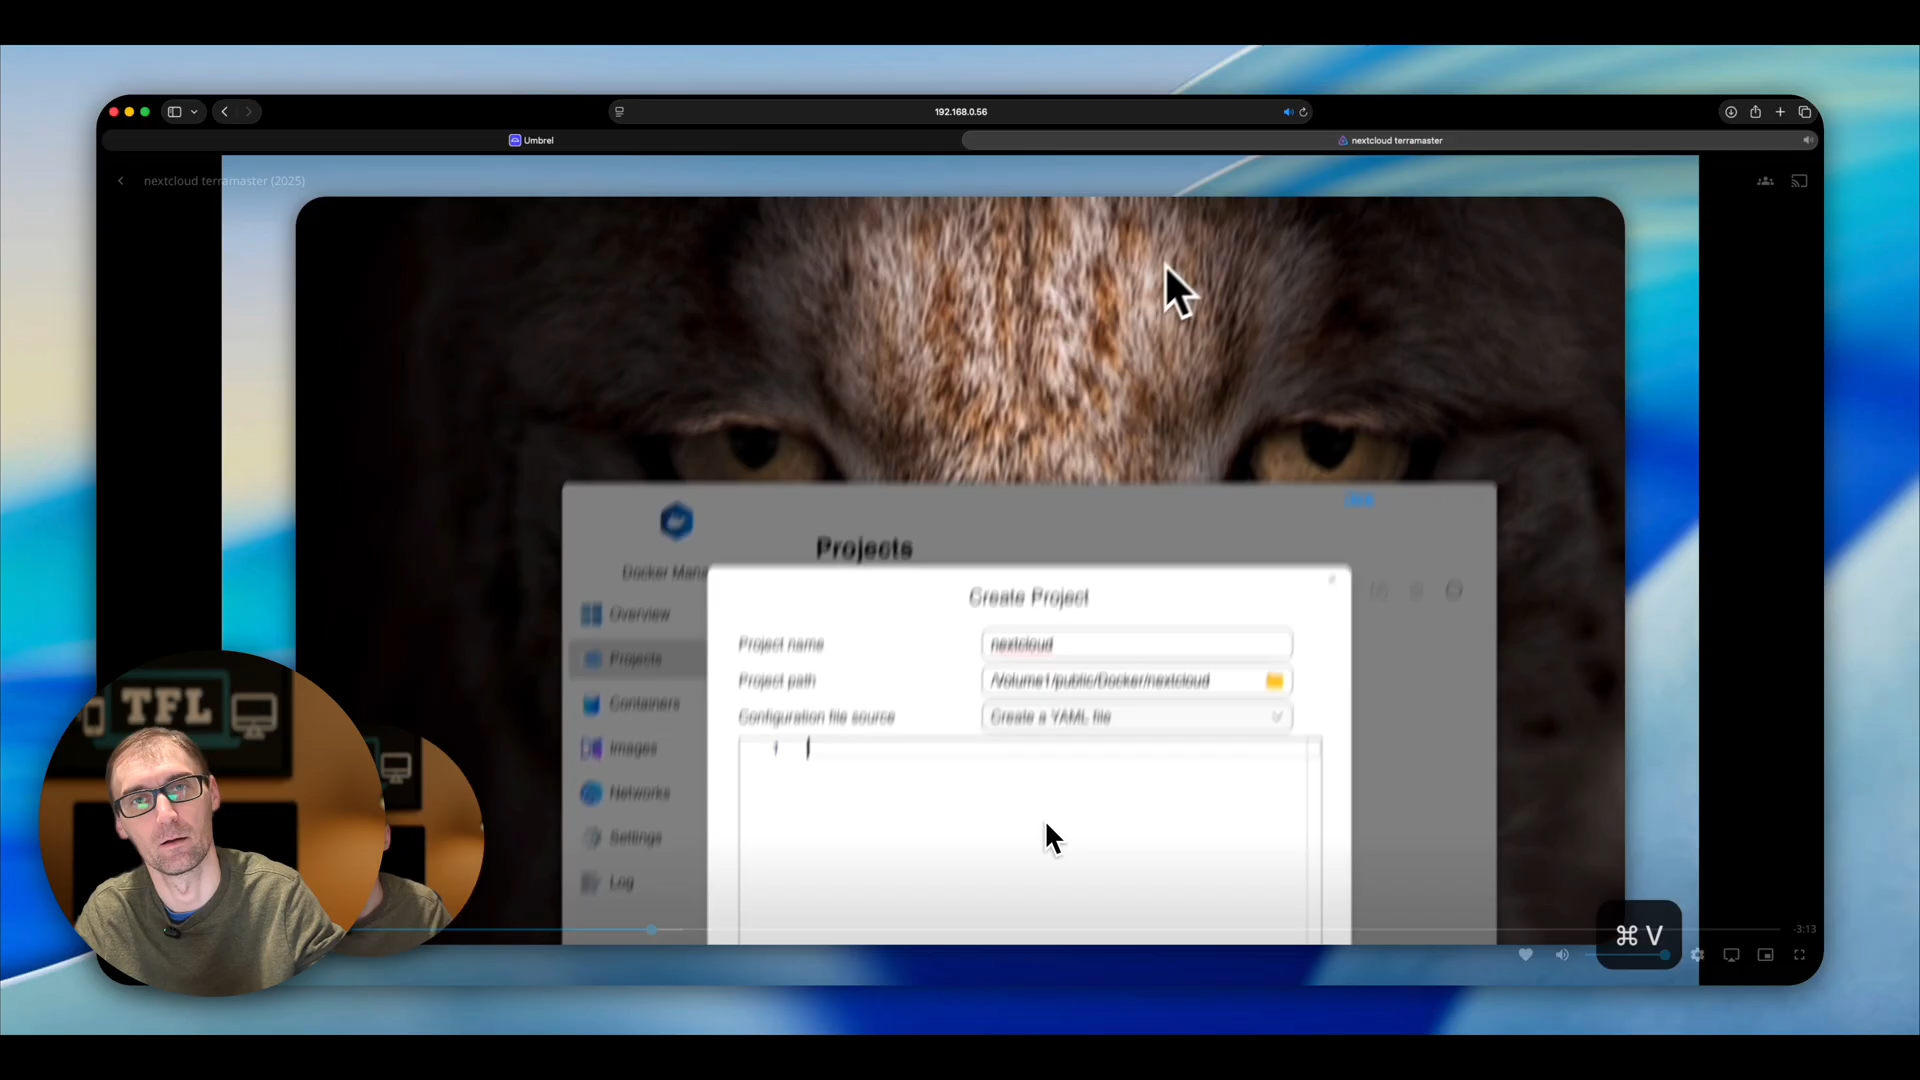 192.168.0.56
Umbrel
nextcloud terramaster
nextcloud terramaster (2025)
Projects
Docker Mana
Create Project
Overview
Project name
nextcloud
Projects
Project path
/Volume1/public/Docker/nextcloud
Containers
Configuration file source
Create a YAML file
TFL
Images
Networks
Settings
Log
⌘ V
-3:13